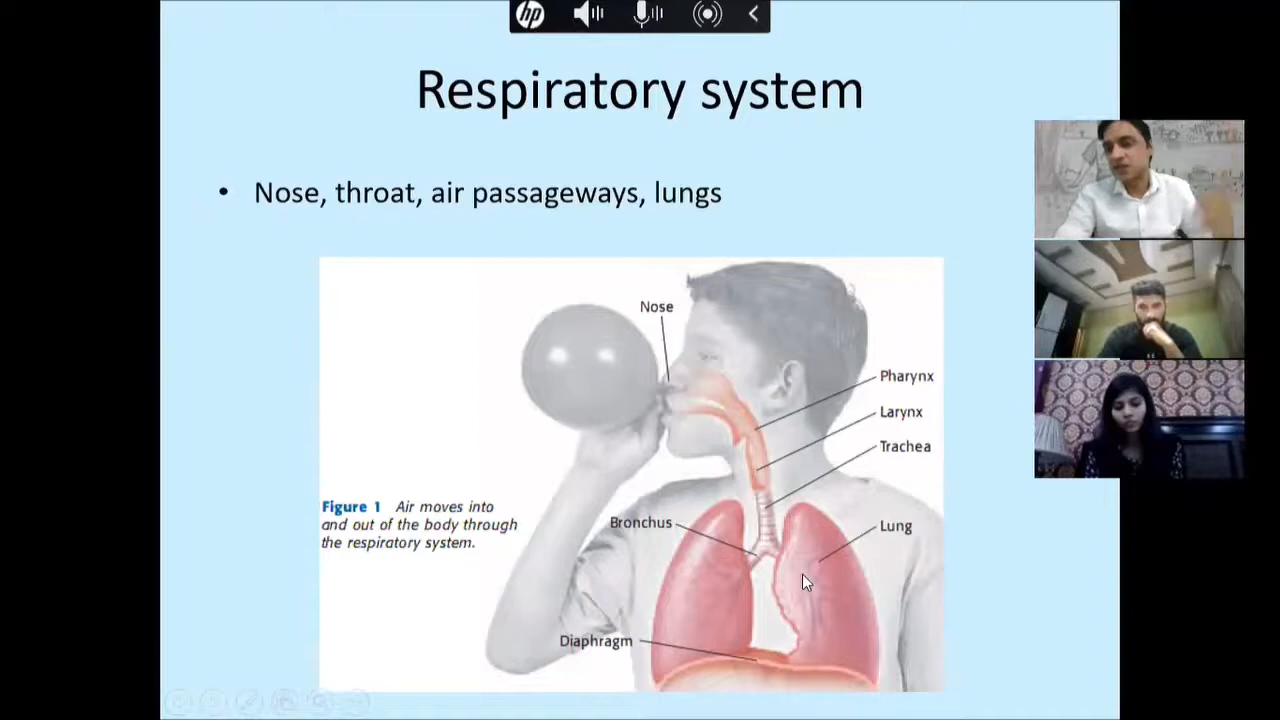 hp
Respiratory system
• Nose, throat, air passageways, lungs
Nose
Pharynx
Larynx
Trachea
Figure 1 Air moves into
and out of the body through
the respiratory system.
Bronchus
Lung
Diaphragm